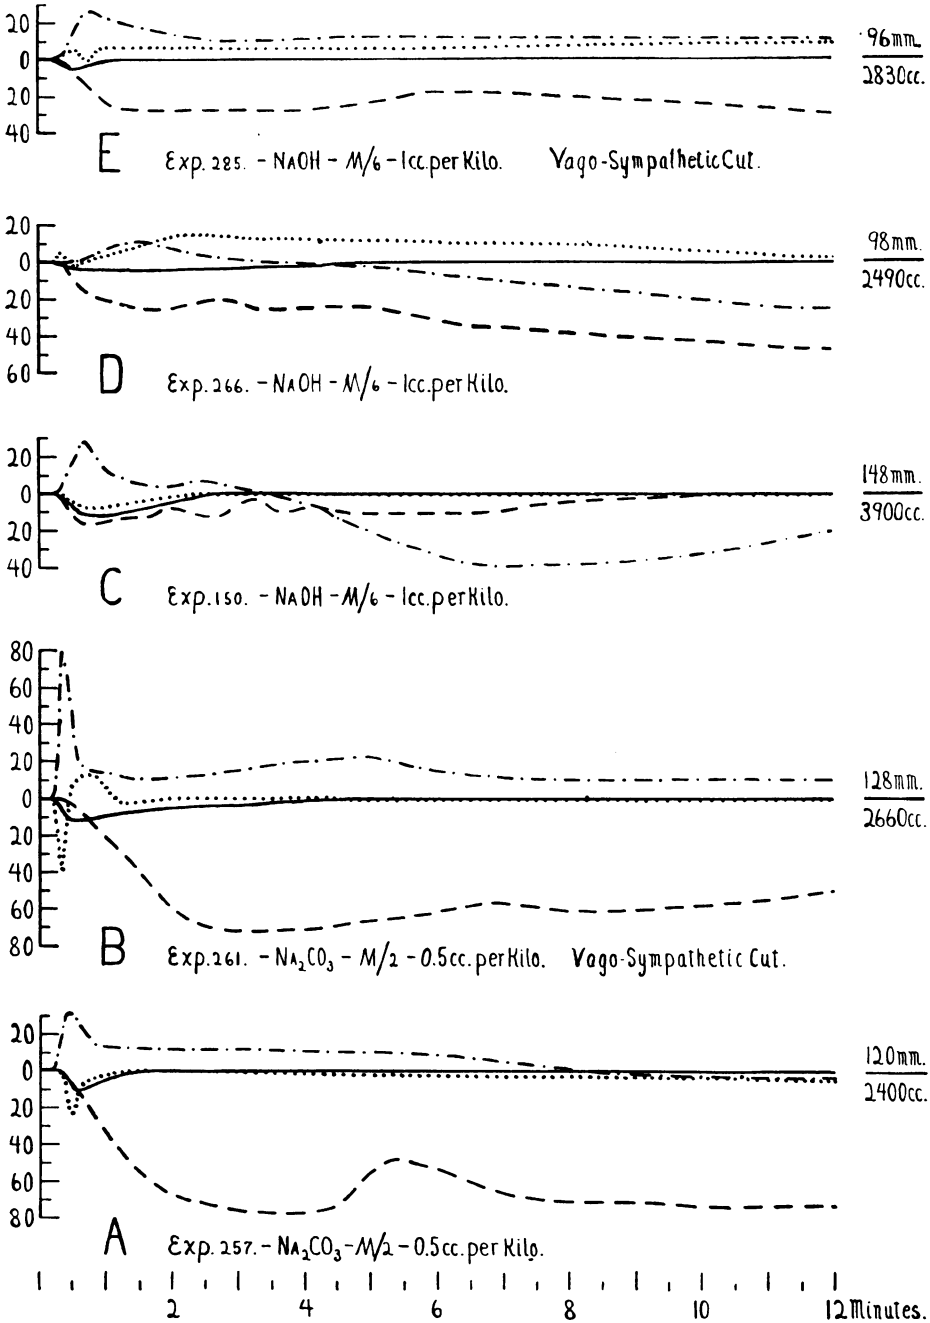 20
0
20
40
96mm.
2830cc.
E Exp. 285. - NaOH - M/6 - 1cc. per Kilo. Vago-Sympathetic Cut.
20
0
20
40
60
98mm.
2490cc.
D Exp. 266. - NaOH - M/6 - 1cc. per Kilo.
20
0
20
40
148mm.
3900cc.
C Exp. 150. - NaOH - M/6 - 1cc. per Kilo.
80
60
40
20
0
20
40
60
80
128mm.
2660cc.
B Exp. 261. - Na₂CO₃ - M/2 - 0.5cc. per Kilo. Vago-Sympathetic Cut.
20
0
20
40
60
80
120mm.
2400cc.
A Exp. 257. - Na₂CO₃ - M/2 - 0.5cc. per Kilo.
2 4 6 8 10 12 Minutes.